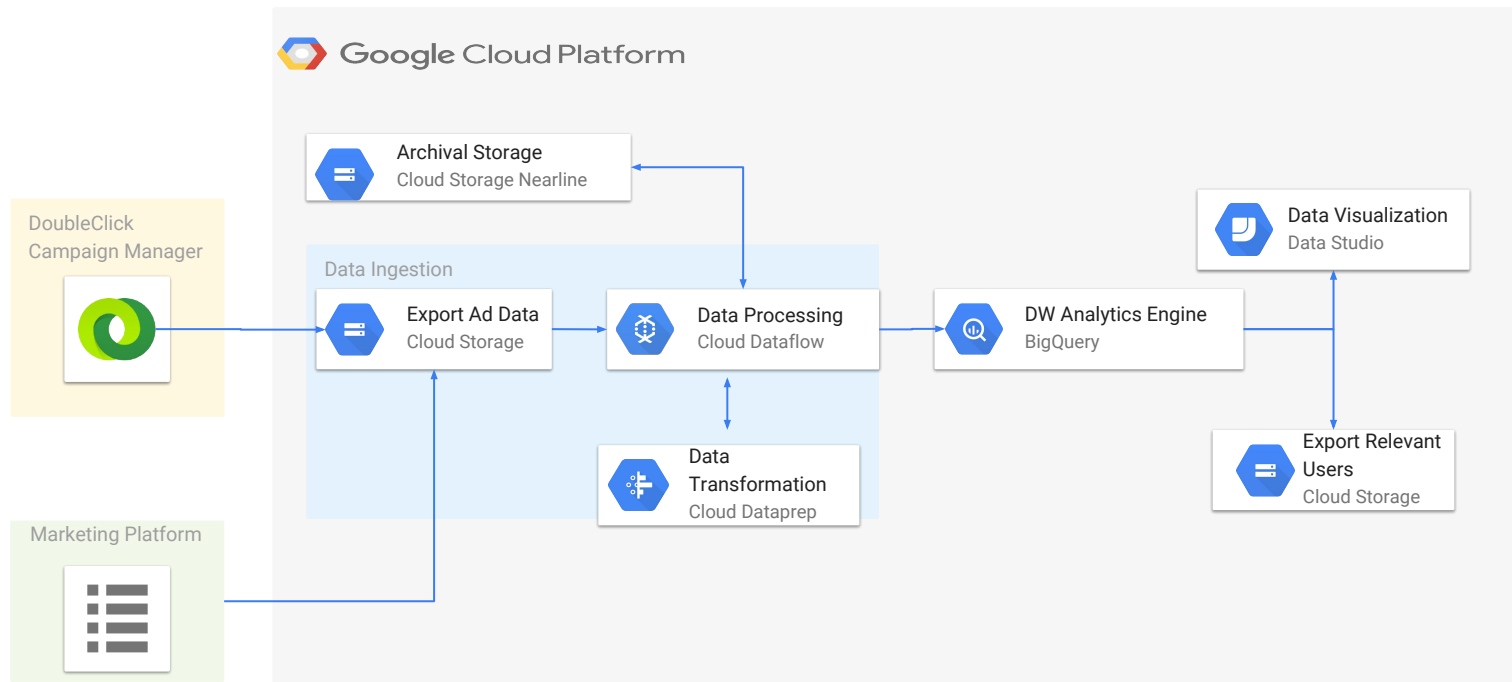 Google Cloud Platform
Archival Storage
Cloud Storage Nearline
DoubleClick
Campaign Manager
Data Ingestion
Export Ad Data
Cloud Storage
Data Processing
Cloud Dataflow
DW Analytics Engine
BigQuery
Data Visualization
Data Studio
Data
Transformation
Cloud Dataprep
Export Relevant
Users
Cloud Storage
Marketing Platform